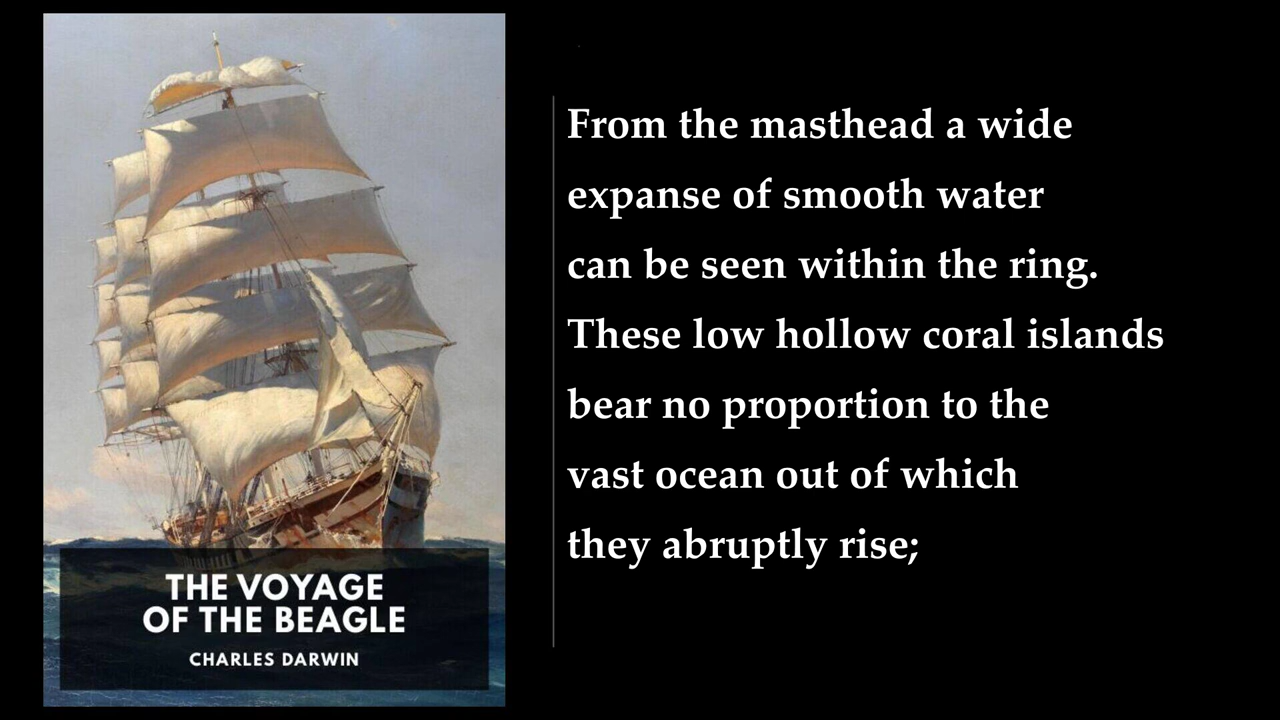 From the masthead a wide
expanse of smooth water
can be seen within the ring.
These low hollow coral islands
bear no proportion to the
vast ocean out of which
they abruptly rise;
THE VOYAGE
OF THE BEAGLE
CHARLES DARWIN